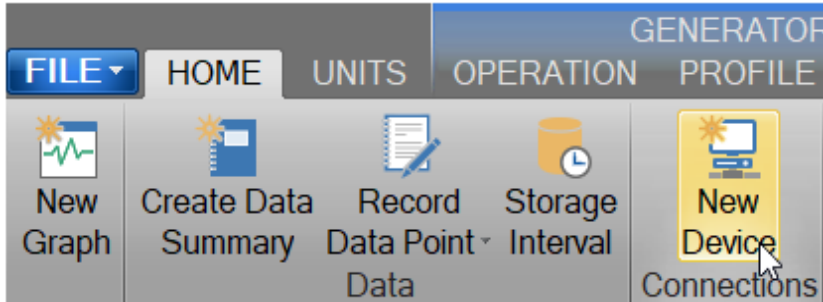 GENERATOR
FILE HOME UNITS OPERATION PROFILE
New Graph
Create Data Summary
Record Data Point
Storage Interval
New Device
Data
Connections